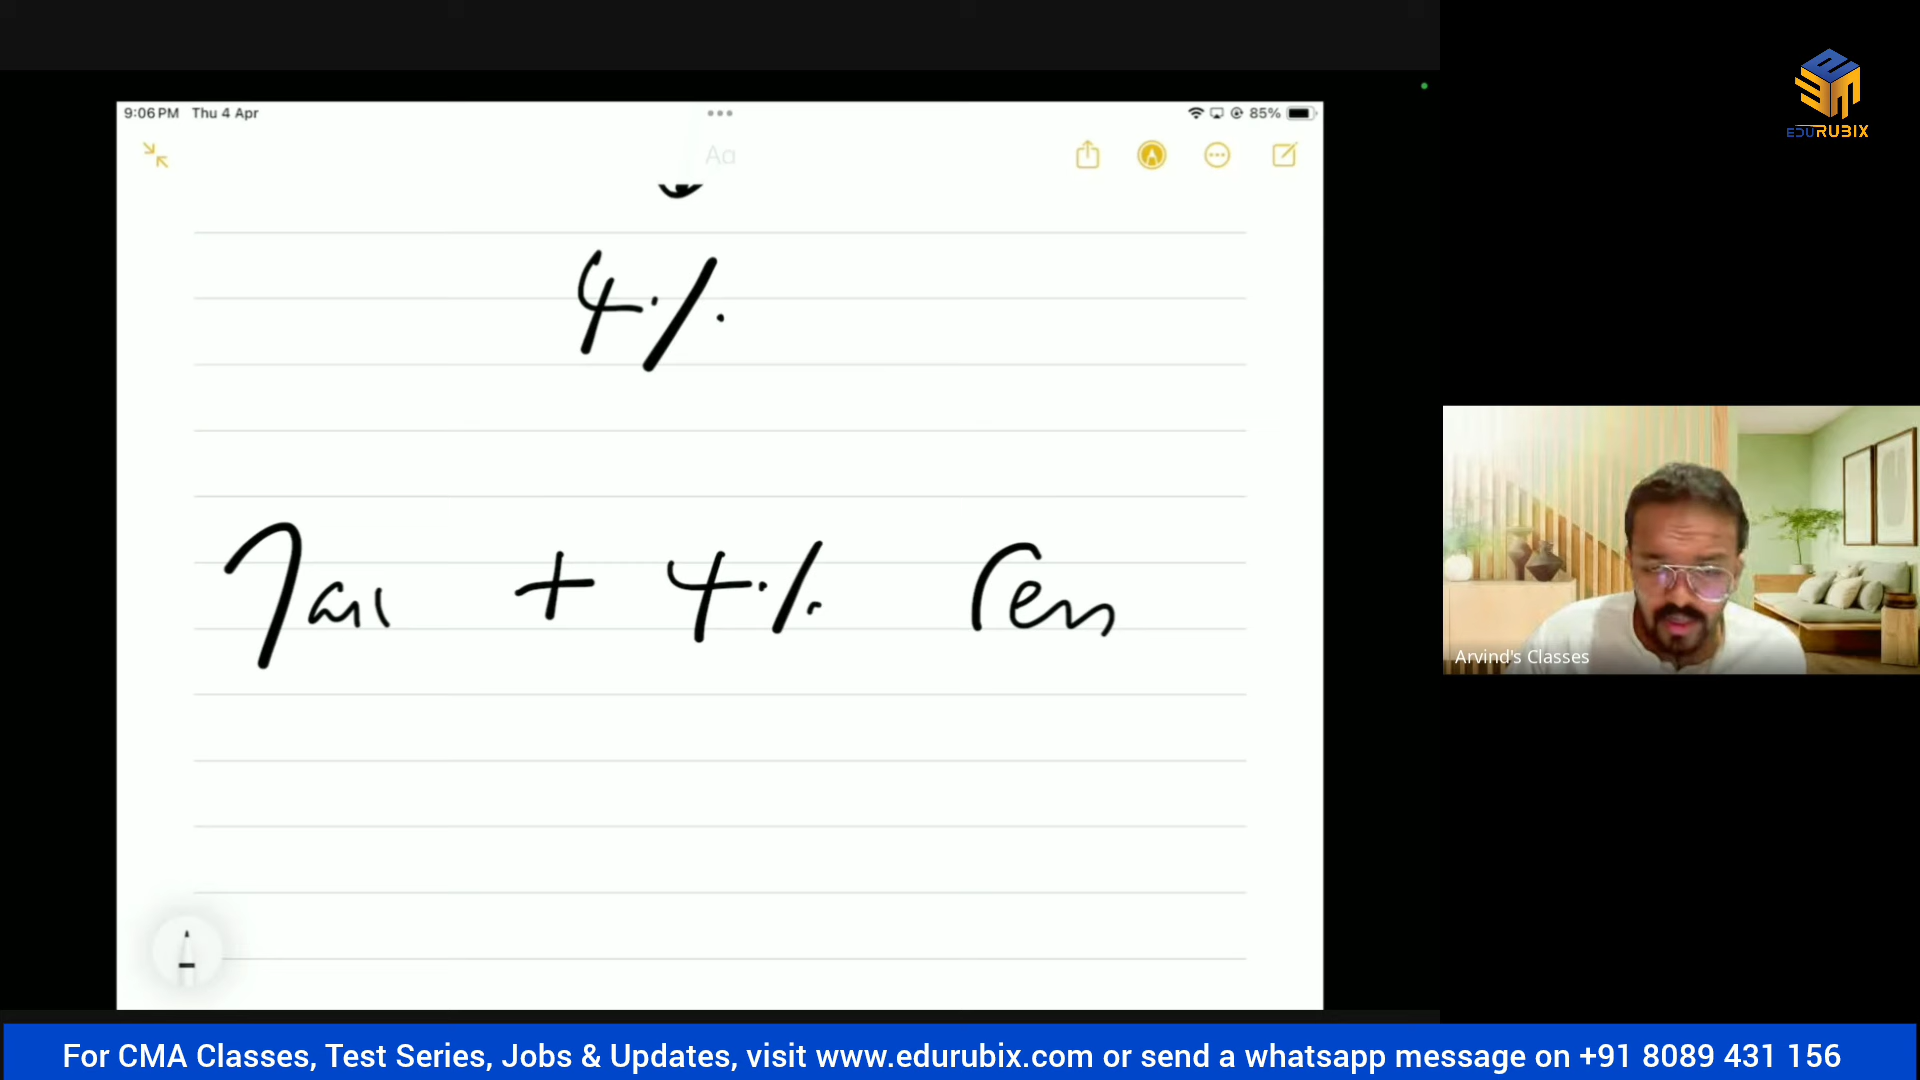 9:06 PM Thu 4 Apr
85%
Aa
EDURUBIX
4%
Tax + 4% Cess
Arvind's Classes
For CMA Classes, Test Series, Jobs & Updates, visit www.edurubix.com or send a whatsapp message on +91 8089 431 156